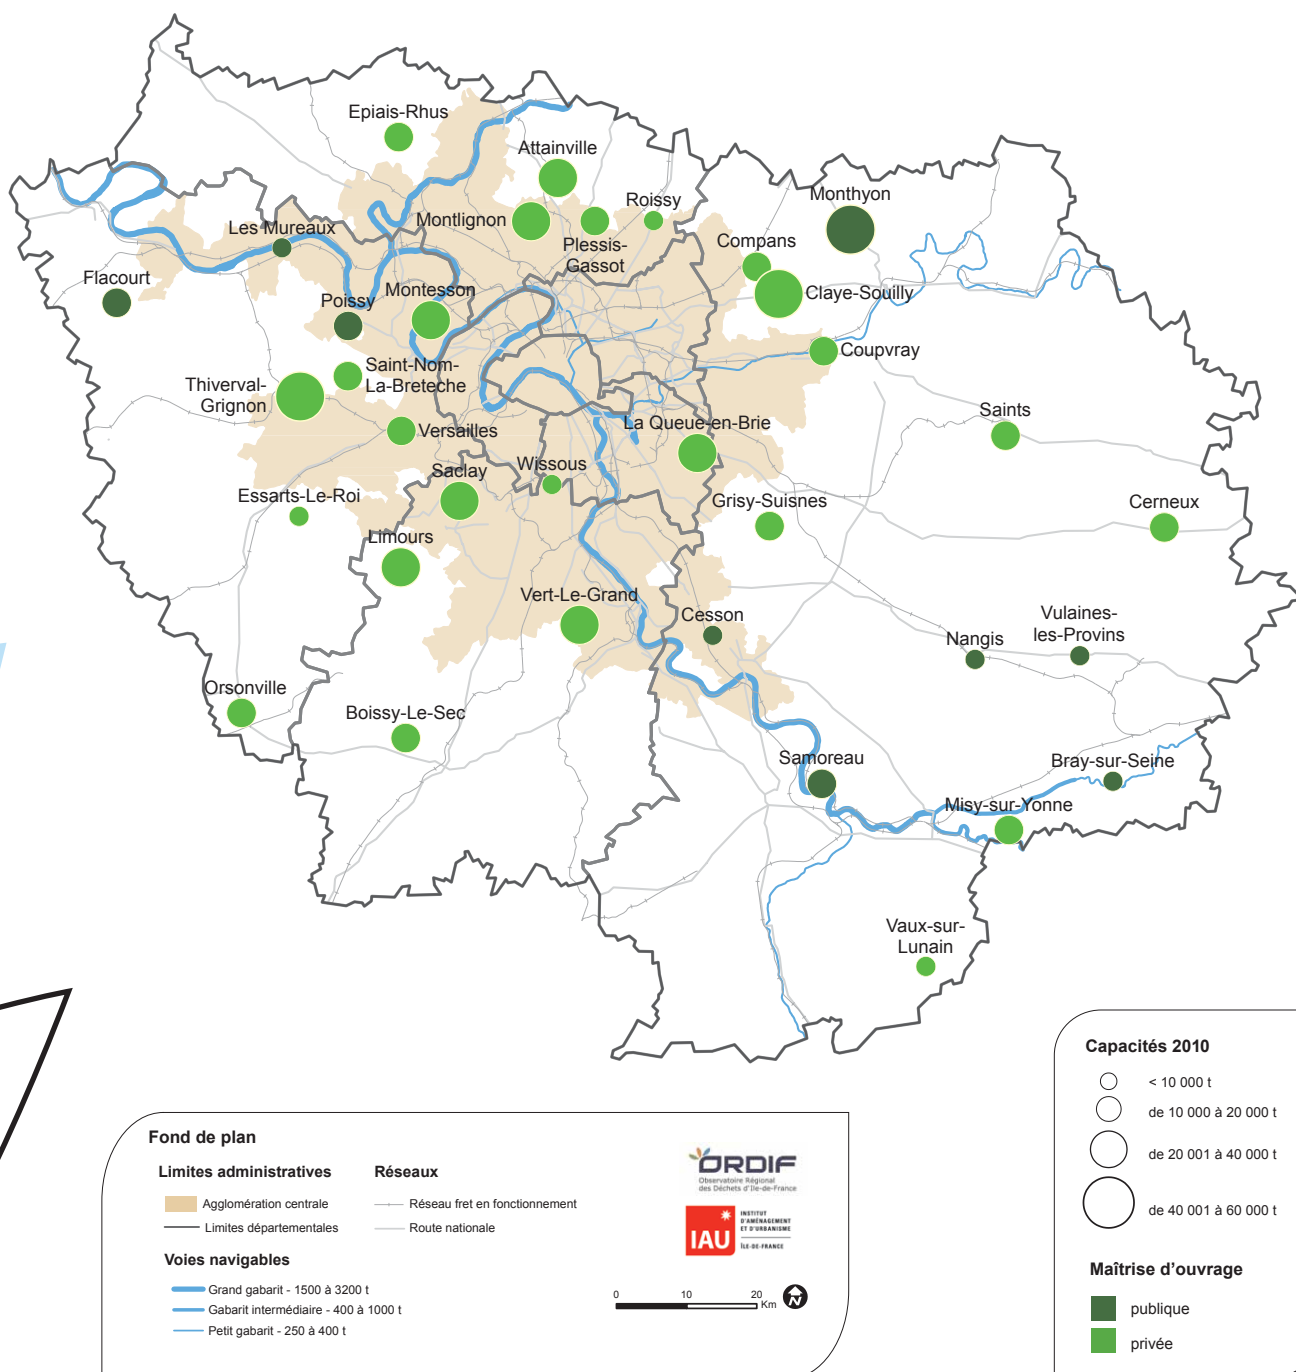 Epiais-Rhus
Attainville
Roissy
Monthyon
Montlignon
Plessis-
Gassot
Compans
Les Mureaux
Flacourt
Poissy
Montesson
Claye-Souilly
Coupvray
Saint-Nom-
La-Breteche
Thiverval-
Grignon
Versailles
Saints
La Queue-en-Brie
Wissous
Saclay
Essarts-Le-Roi
Grisy-Suisnes
Cerneux
Limours
Vert-Le-Grand
Cesson
Vulaines-
les-Provins
Nangis
Orsonville
Boissy-Le-Sec
Samoreau
Bray-sur-Seine
Misy-sur-Yonne
Vaux-sur-
Lunain
Capacités 2010
< 10 000 t
de 10 000 à 20 000 t
de 20 001 à 40 000 t
de 40 001 à 60 000 t
Maîtrise d'ouvrage
publique
privée
Fond de plan
Limites administratives
Agglomération centrale
Limites départementales
Réseaux
Réseau fret en fonctionnement
Route nationale
Voies navigables
Grand gabarit - 1500 à 3200 t
Gabarit intermédiaire - 400 à 1000 t
Petit gabarit - 250 à 400 t
ORDIF
Observatoire Régional
des Déchets d'Ile-de-France
IAU
INSTITUT
D'AMÉNAGEMENT
ET D'URBANISME
ÎLE-DE-FRANCE
0 10 20
Km
N